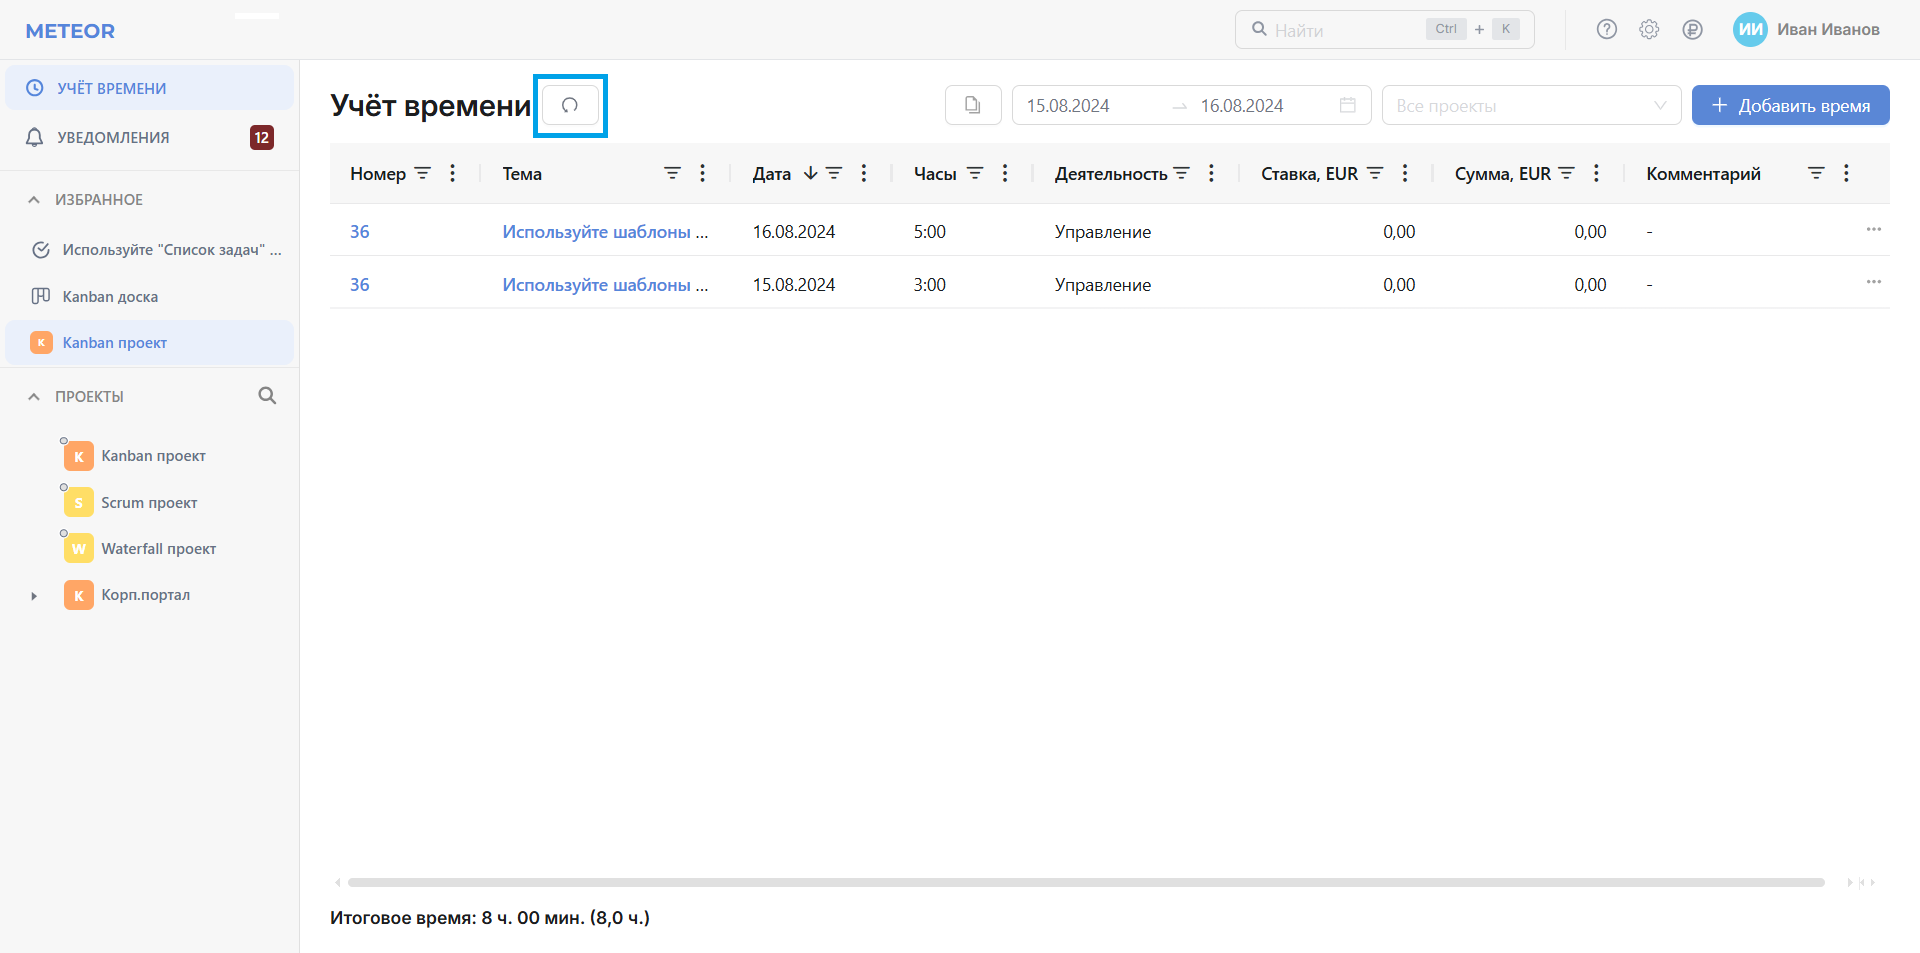 METEOR
Найти Ctrl + K
ИИ Иван Иванов
УЧЁТ ВРЕМЕНИ
УВЕДОМЛЕНИЯ 12
ИЗБРАННОЕ
Используйте "Список задач" ...
Kanban доска
K Kanban проект
ПРОЕКТЫ
K Kanban проект
S Scrum проект
W Waterfall проект
К Корп.портал
Учёт времени 15.08.2024 16.08.2024 Все проекты Добавить время
Номер Тема Дата Часы Деятельность Ставка, EUR Сумма, EUR Комментарий
36 Используйте шаблоны ... 16.08.2024 5:00 Управление 0,00 0,00 -
36 Используйте шаблоны ... 15.08.2024 3:00 Управление 0,00 0,00 -
Итоговое время: 8 ч. 00 мин. (8,0 ч.)